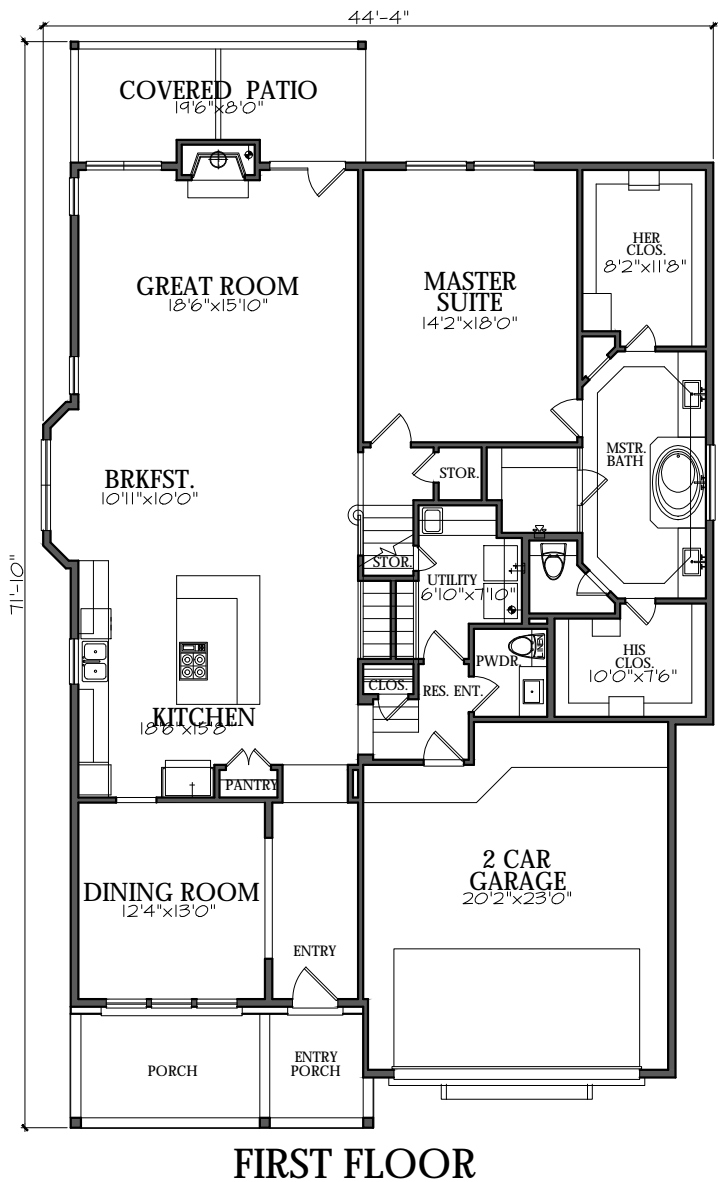 44'-4"
COVERED PATIO
19'6"x8'0"
HER
CLOS.
8'2"x11'8"
GREAT ROOM
18'6"x15'10"
MASTER
SUITE
14'2"x18'0"
MSTR.
BATH
BRKFST.
10'11"x10'0"
STOR.
71'-10"
STOR.
UTILITY
6'10"x7'10"
LINEN
PWDR.
HIS
CLOS.
10'0"x7'6"
CLOS.
RES. ENT.
KITCHEN
18'6"x15'8"
PANTRY
2 CAR
GARAGE
20'2"x23'0"
DINING ROOM
12'4"x13'0"
ENTRY
PORCH
ENTRY
PORCH
FIRST FLOOR